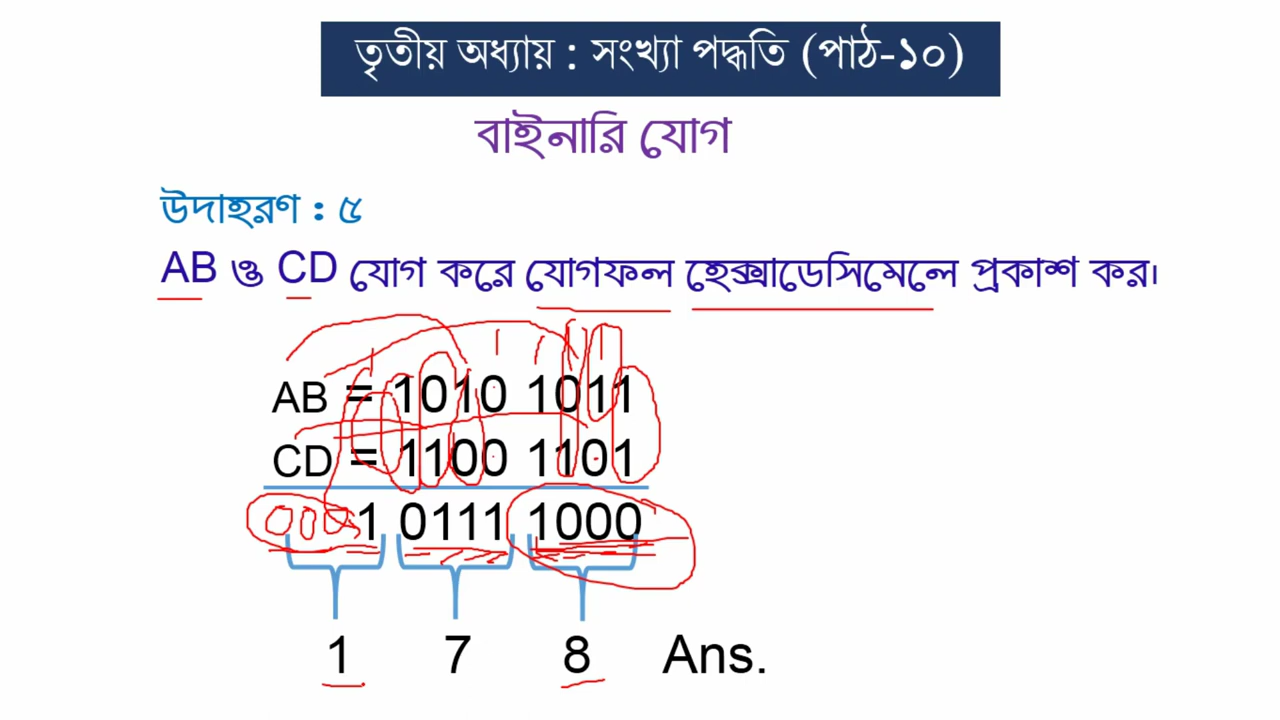 তৃতীয় অধ্যায় : সংখ্যা পদ্ধতি (পাঠ-১০)
বাইনারি যোগ
উদাহরণ : ৫
AB ও CD যোগ করে যোগফল হেক্সাডেসিমেলে প্রকাশ কর।
AB = 1010 1011
CD = 1100 1101
0001 0111 1000
1 7 8 Ans.